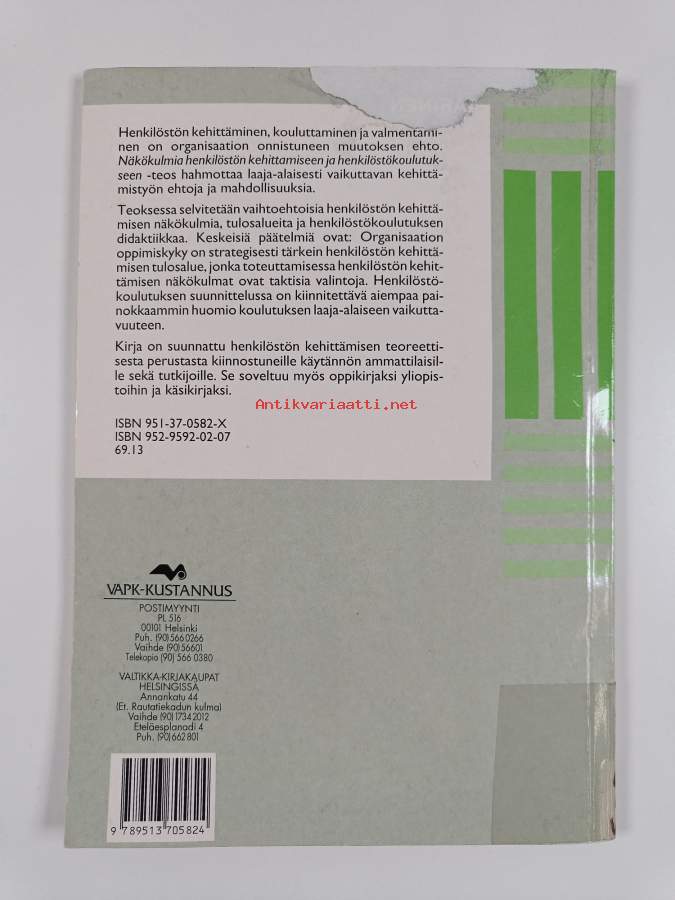 Henkilöstön kehittäminen, kouluttaminen ja valmentami-
nen on organisaation onnistuneen muutoksen ehto.
Näkökulmia henkilöstön kehittamiseen ja henkilöstökoulutuk-
seen -teos hahmottaa laaja-alaisesti vaikuttavan kehittä-
mistyön ehtoja ja mahdollisuuksia.
Teoksessa selvitetään vaihtoehtoisia henkilöstön kehittä-
misen näkökulmia, tulosalueita ja henkilöstökoulutuksen
didaktiikkaa. Keskeisiä päätelmiä ovat: Organisaation
oppimiskyky on strategisesti tärkein henkilöstön kehittä-
misen tulosalue, jonka toteuttamisessa henkilöstön kehit-
tämisen näkökulmat ovat taktisia valintoja. Henkilöstö-
koulutuksen suunnittelussa on kiinnitettävä aiempaa pai-
nokkaammin huomio koulutuksen laaja-alaiseen vaikutta-
vuuteen.
Kirja on suunnattu henkilöstön kehittämisen teoreetti-
sesta perustasta kiinnostuneille käytännön ammattilaisil-
le sekä tutkijoille. Se soveltuu myös oppikirjaksi yliopis-
toihin ja käsikirjaksi.
Antikvariaatti.net
ISBN 951-37-0582-X
ISBN 952-9592-02-07
69.13
VAPK-KUSTANNUS
POSTIMYYNTI
PL 516
00101 Helsinki
Puh. (90) 566 0266
Vaihde (90) 56601
Telekopio (90) 566 0380
VALTIKKA-KIRJAKAUPAT
HELSINGISSÄ
Annankatu 44
(Et. Rautatiekadun kulma)
Vaihde (90) 1734 2012
Eteläesplanadi 4
Puh. (90) 662 801
9 789513 705824